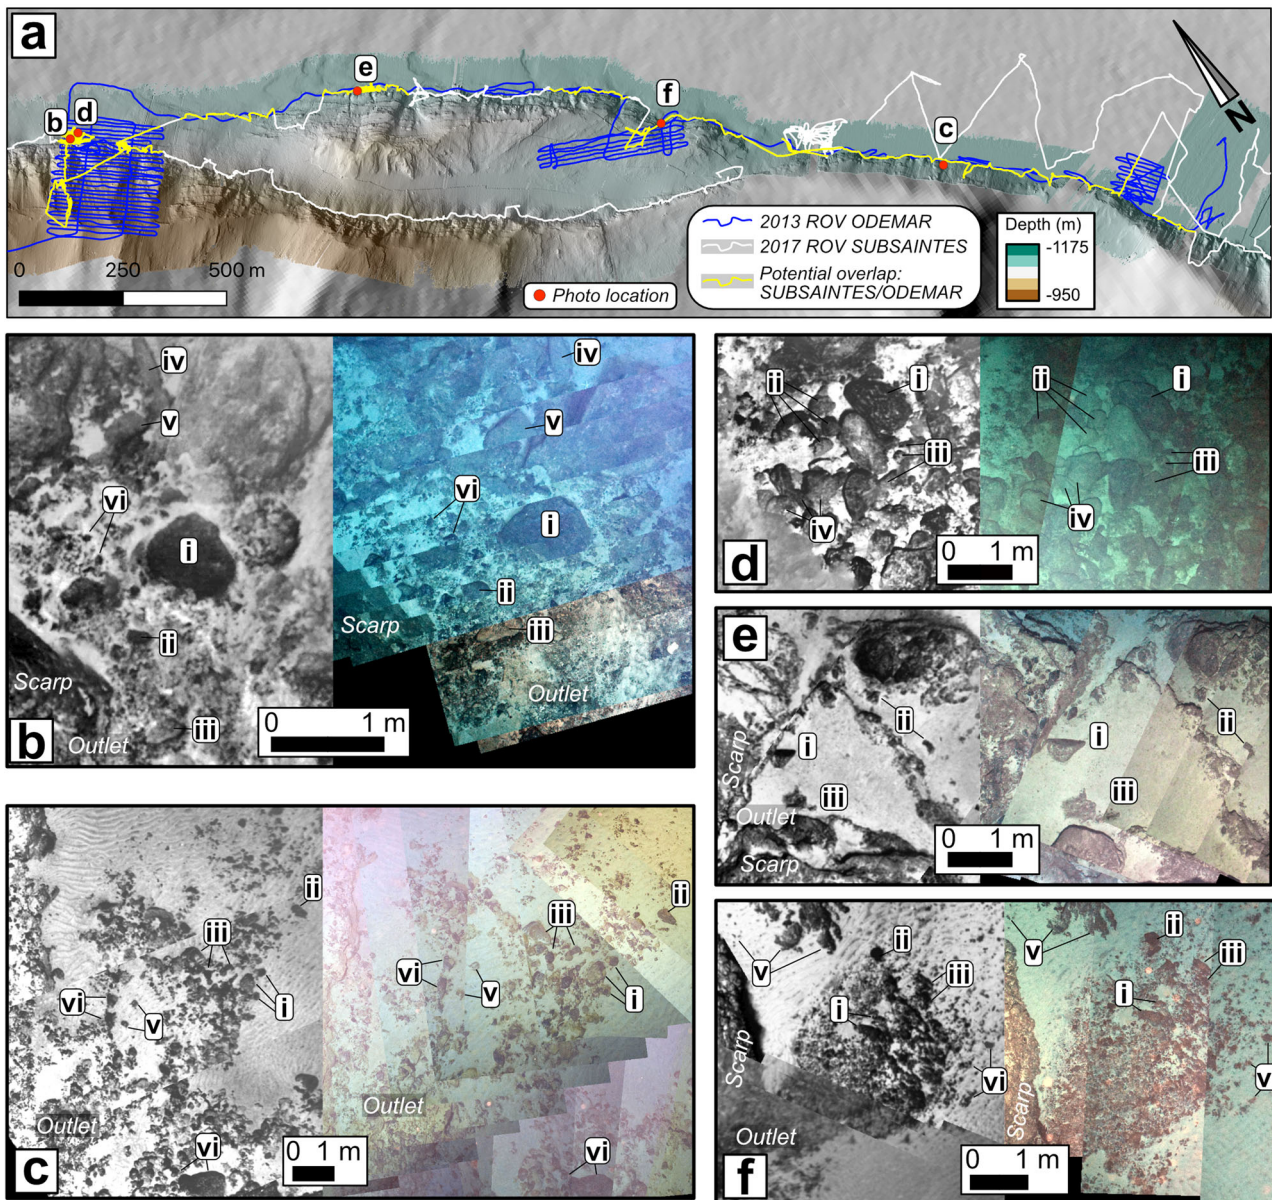 a
b
d
e
f
c
N
0 250 500 m
Photo location
2013 ROV ODEMAR
2017 ROV SUBSAINTES
Potential overlap:
SUBSAINTES/ODEMAR
Depth (m)
-1175
-950
iv
v
vi
i
ii
iii
Scarp
Outlet
b
0 1 m
iv
v
vi
i
ii
iii
Scarp
Outlet
ii
iii
i
vi
v
vi
Outlet
c
0 1 m
ii
iii
vi
v
i
Outlet
vi
ii
i
iii
iv
d
0 1 m
ii
i
iii
iv
e
ii
i
iii
Scarp
Outlet
Scarp
0 1 m
ii
i
iii
v
ii
iii
i
vi
Scarp
Outlet
f
0 1 m
v
ii
iii
i
v
Scarp